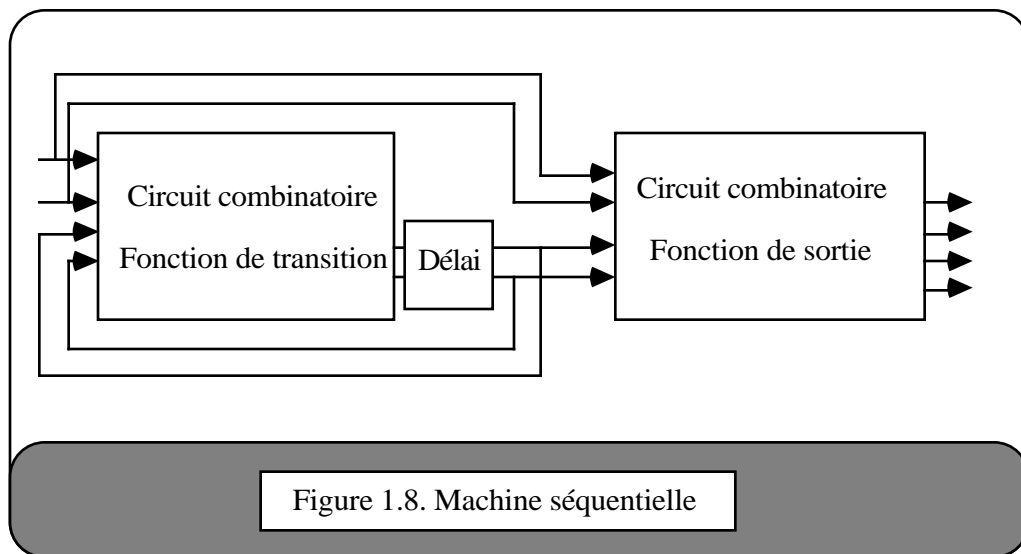 Circuit combinatoire
Fonction de transition
Délai
Circuit combinatoire
Fonction de sortie
Figure 1.8. Machine séquentielle